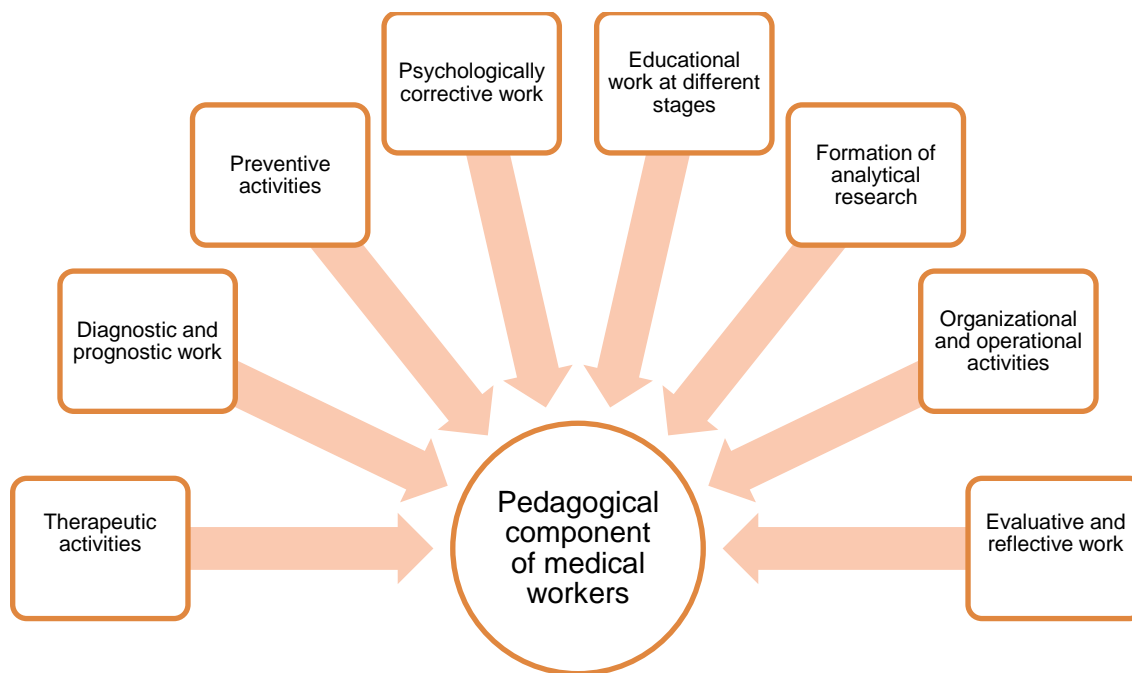 Psychologically
corrective work
Educational
work at different
stages
Preventive
activities
Formation of
analytical
research
Diagnostic and
prognostic work
Organizational
and operational
activities
Therapeutic
activities
Pedagogical
component
of medical
workers
Evaluative and
reflective work